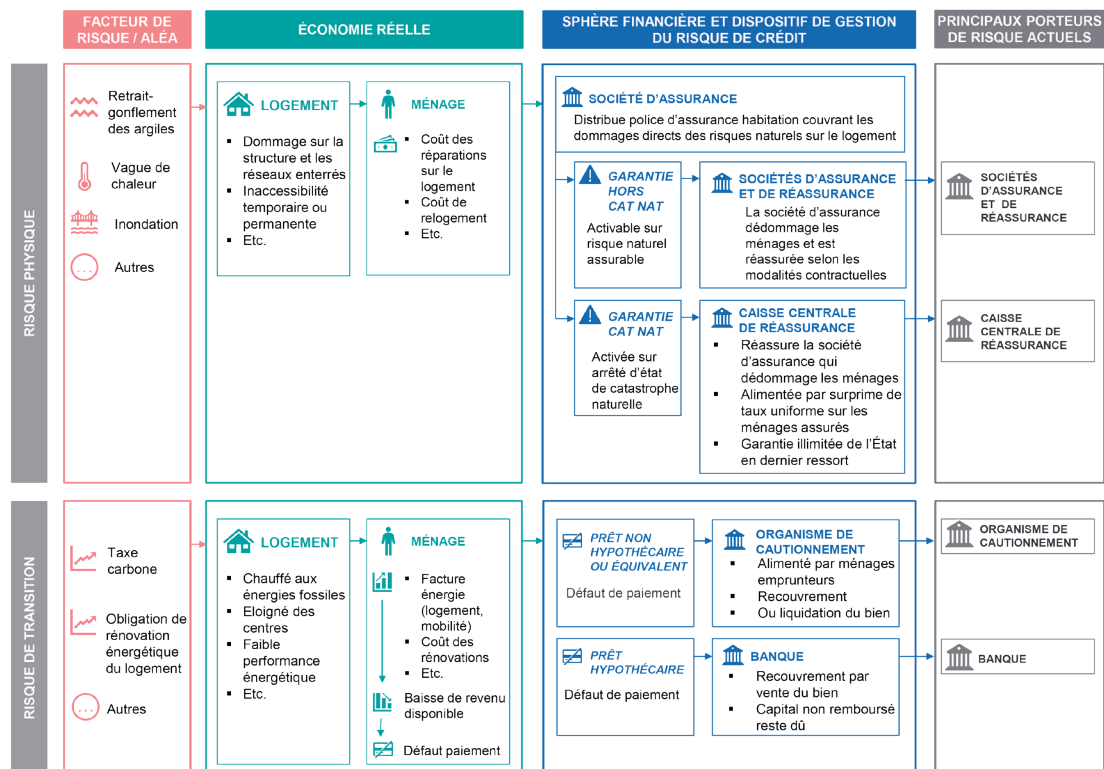 FACTEUR DE
RISQUE / ALÉA
ÉCONOMIE RÉELLE
SPHÈRE FINANCIÈRE ET DISPOSITIF DE GESTION
DU RISQUE DE CRÉDIT
PRINCIPAUX PORTEURS
DE RISQUE ACTUELS
RISQUE PHYSIQUE
Retrait-
gonflement
des argiles
Vague de
chaleur
Inondation
Autres
LOGEMENT
▪ Dommage sur la
structure et les
réseaux enterrés
▪ Inaccessibilité
temporaire ou
permanente
▪ Etc.
MÉNAGE
▪ Coût des
réparations
sur le
logement
▪ Coût de
relogement
▪ Etc.
SOCIÉTÉ D'ASSURANCE
Distribue police d'assurance habitation couvrant les
dommages directs des risques naturels sur le logement
GARANTIE
HORS
CAT NAT
Activable sur
risque naturel
assurable
SOCIÉTÉS D'ASSURANCE
ET DE RÉASSURANCE
La société d'assurance
dédommage les
ménages et est
réassurée selon les
modalités contractuelles
SOCIÉTÉS
D'ASSURANCE
ET DE
RÉASSURANCE
GARANTIE
CAT NAT
Activée sur
arrêté d'état
de catastrophe
naturelle
CAISSE CENTRALE
DE RÉASSURANCE
▪ Réassure la société
d'assurance qui
dédommage les ménages
▪ Alimentée par surprime de
taux uniforme sur les
ménages assurés
▪ Garantie illimitée de l'État
en dernier ressort
CAISSE
CENTRALE DE
RÉASSURANCE
RISQUE DE TRANSITION
Taxe
carbone
Obligation de
rénovation
énergétique
du logement
Autres
LOGEMENT
▪ Chauffé aux
énergies fossiles
▪ Eloigné des
centres
▪ Faible
performance
énergétique
▪ Etc.
MÉNAGE
▪ Facture
énergie
(logement,
mobilité)
▪ Coût des
rénovations
▪ Etc.
Baisse de revenu
disponible
Défaut paiement
PRÊT NON
HYPOTHÉCAIRE
OU ÉQUIVALENT
Défaut de paiement
ORGANISME DE
CAUTIONNEMENT
▪ Alimenté par ménages
emprunteurs
▪ Recouvrement
▪ Ou liquidation du bien
ORGANISME DE
CAUTIONNEMENT
PRÊT
HYPOTHÉCAIRE
Défaut de paiement
BANQUE
▪ Recouvrement par
vente du bien
▪ Capital non remboursé
reste dû
BANQUE